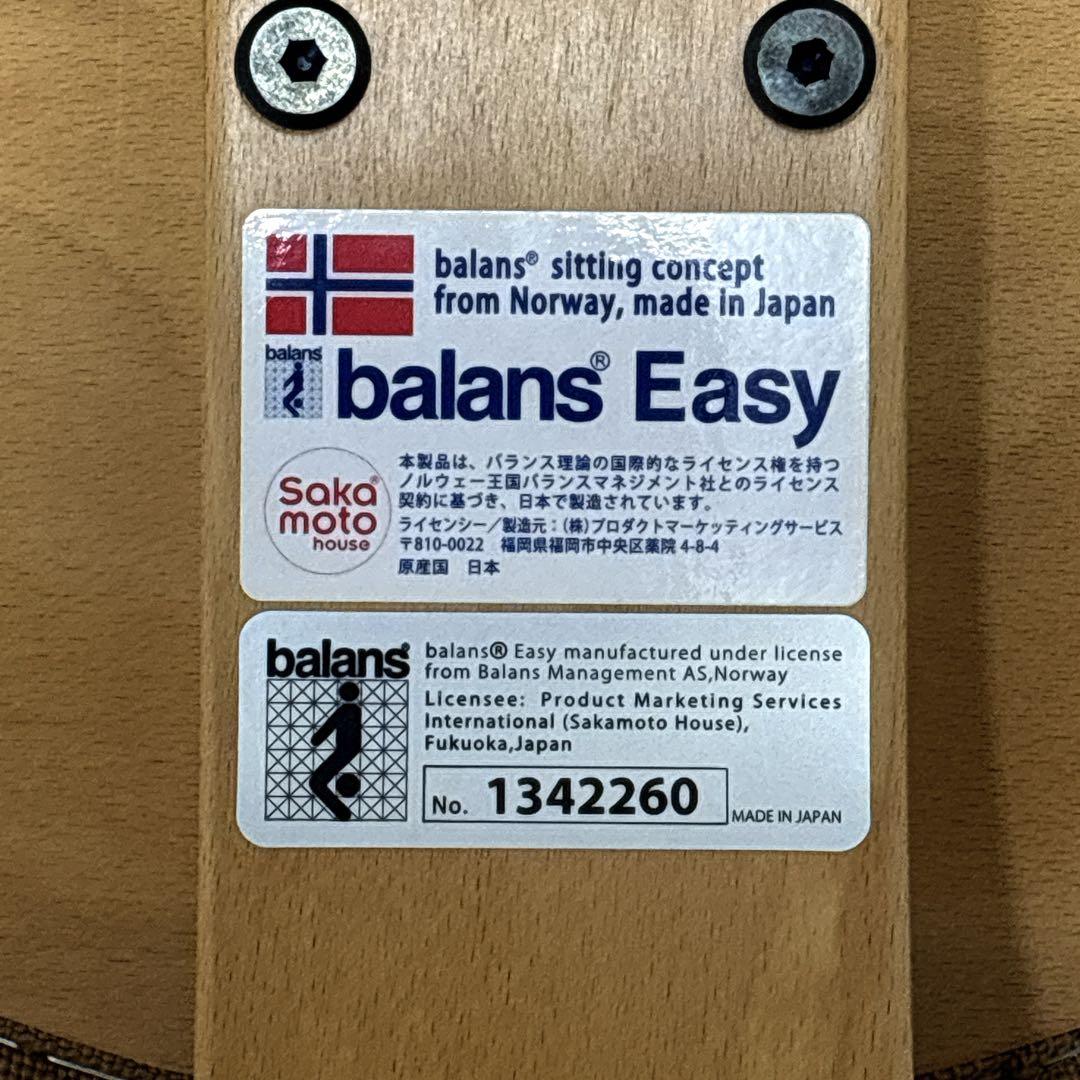 balans® sitting concept
from Norway, made in Japan
balans
balans® Easy
Saka®
moto
house
本製品は、バランス理論の国際的なライセンス権を持つ
ノルウェー王国バランスマネジメント社とのライセンス
契約に基づき、日本で製造されています。
ライセンシー／製造元：(株)プロダクトマーケッティングサービス
〒810-0022 福岡県福岡市中央区薬院 4-8-4
原産国 日本
balans®
balans® Easy manufactured under license
from Balans Management AS,Norway
Licensee: Product Marketing Services
International (Sakamoto House),
Fukuoka,Japan
No. 1342260
MADE IN JAPAN